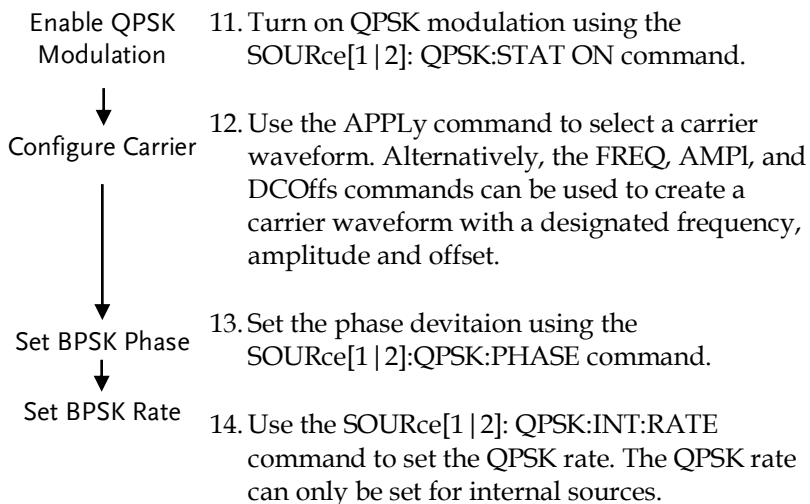 Enable QPSK
Modulation
11. Turn on QPSK modulation using the
SOURce[1|2]: QPSK:STAT ON command.
Configure Carrier
12. Use the APPLy command to select a carrier
waveform. Alternatively, the FREQ, AMPl, and
DCOffs commands can be used to create a
carrier waveform with a designated frequency,
amplitude and offset.
Set BPSK Phase
13. Set the phase devitaion using the
SOURce[1|2]:QPSK:PHASE command.
Set BPSK Rate
14. Use the SOURce[1|2]: QPSK:INT:RATE
command to set the QPSK rate. The QPSK rate
can only be set for internal sources.